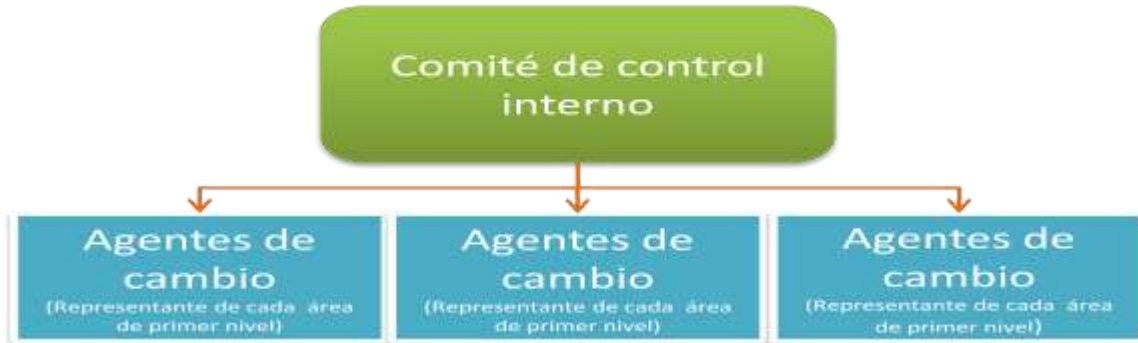 Comité de control
interno
Agentes de
cambio
(Representante de cada área
de primer nivel)
Agentes de
cambio
(Representante de cada área
de primer nivel)
Agentes de
cambio
(Representante de cada área
de primer nivel)